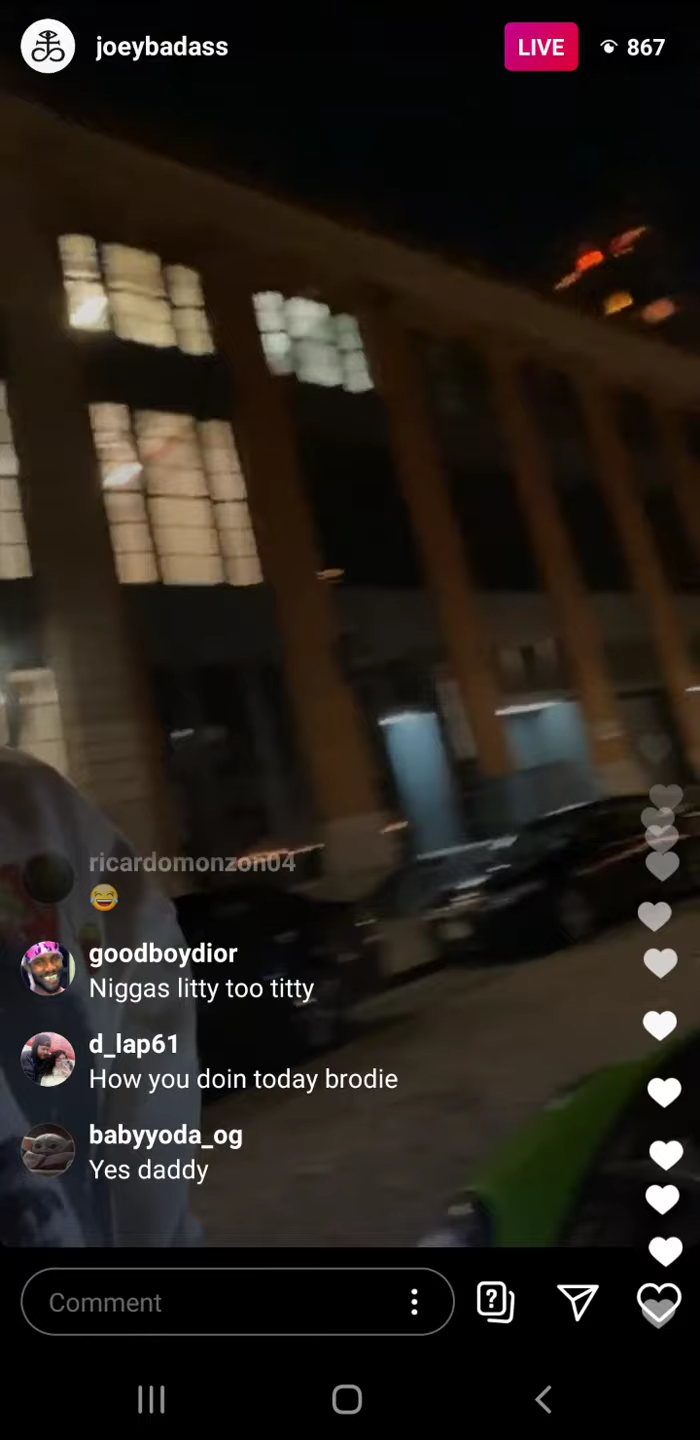 joeybadass
LIVE
867
ricardomonzon04
😂
goodboydior
Niggas litty too titty
d_lap61
How you doin today brodie
babyyoda_og
Yes daddy
Comment